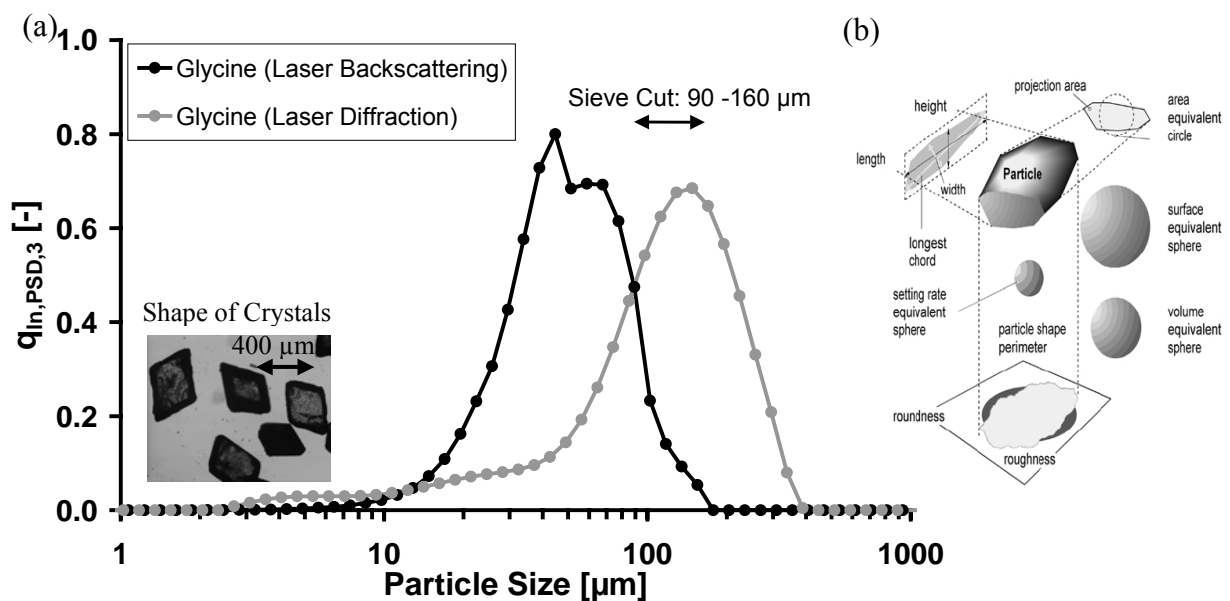 (a)
1.0
0.8
0.6
0.4
0.2
0.0
q_ln,PSD,3 [-]
Glycine (Laser Backscattering)
Glycine (Laser Diffraction)
Sieve Cut: 90 -160 µm
Shape of Crystals
400 µm
1
10
100
1000
Particle Size [µm]
(b)
projection area
area
equivalent
circle
height
length
width
Particle
longest
chord
surface
equivalent
sphere
setting rate
equivalent
sphere
volume
equivalent
sphere
particle shape
perimeter
roundness
roughness